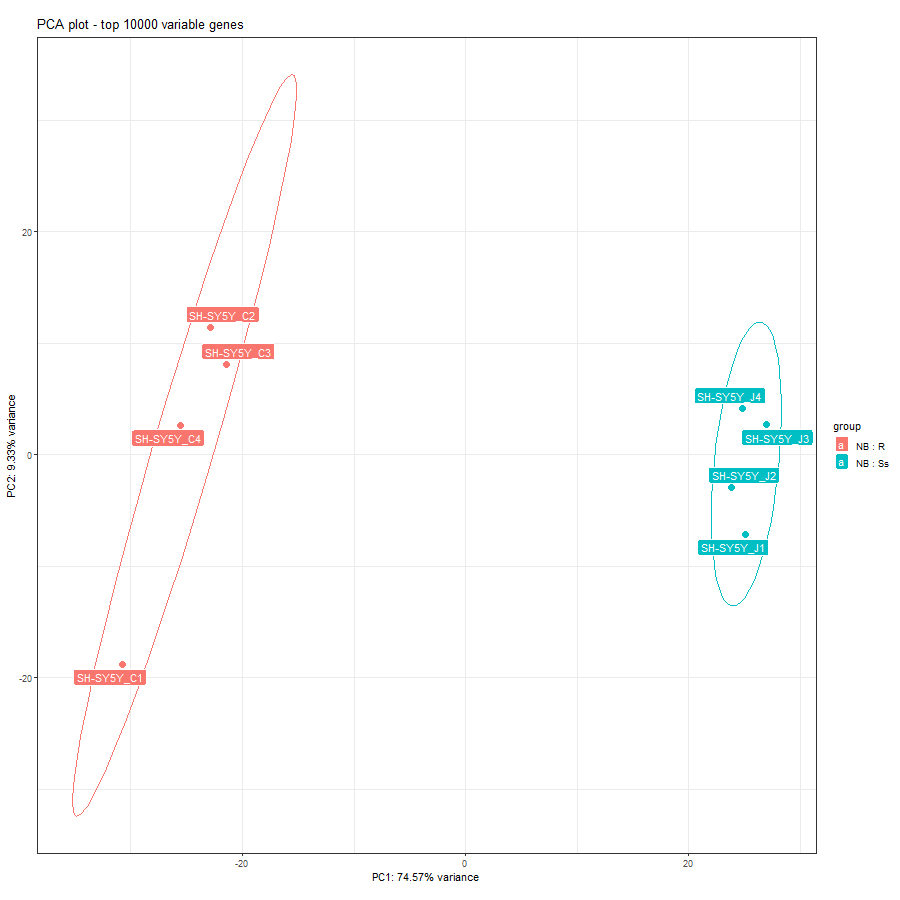 PCA plot - top 10000 variable genes
20
0
-20
PC2: 9.33% variance
SH-SY5Y_C2
SH-SY5Y_C3
SH-SY5Y_C4
SH-SY5Y_C1
SH-SY5Y_J4
SH-SY5Y_J3
SH-SY5Y_J2
SH-SY5Y_J1
-20
0
20
PC1: 74.57% variance
group
a NB : R
a NB : Ss